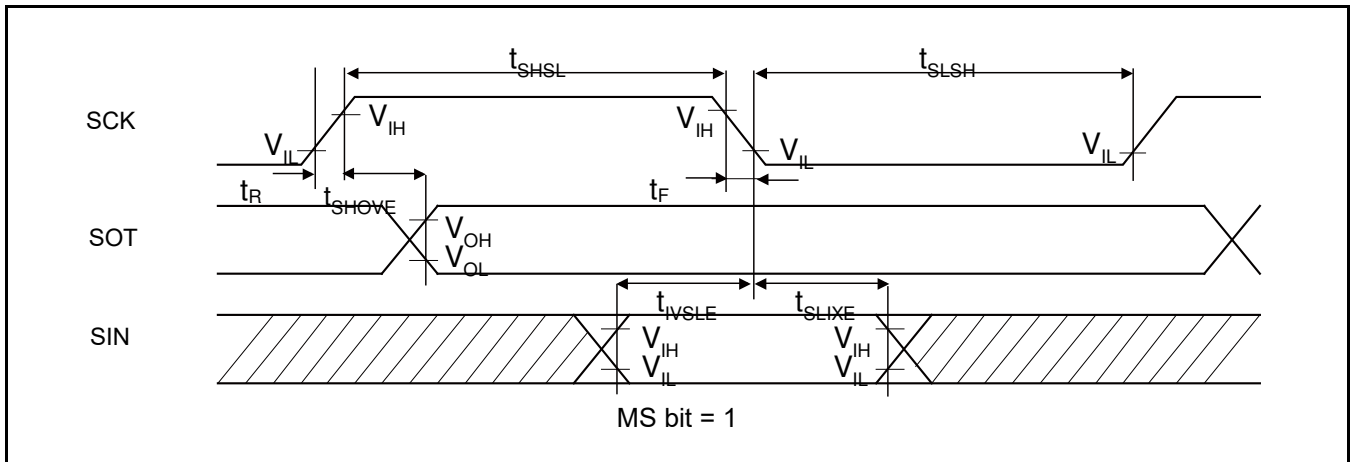 tSHSL tSLSH
SCK VIH VIH
VIL VIL VIL
tR tSHOVE tF
SOT VOH
VOL
tIVSLE tSLIXE
SIN VIH VIH
VIL VIL
MS bit = 1